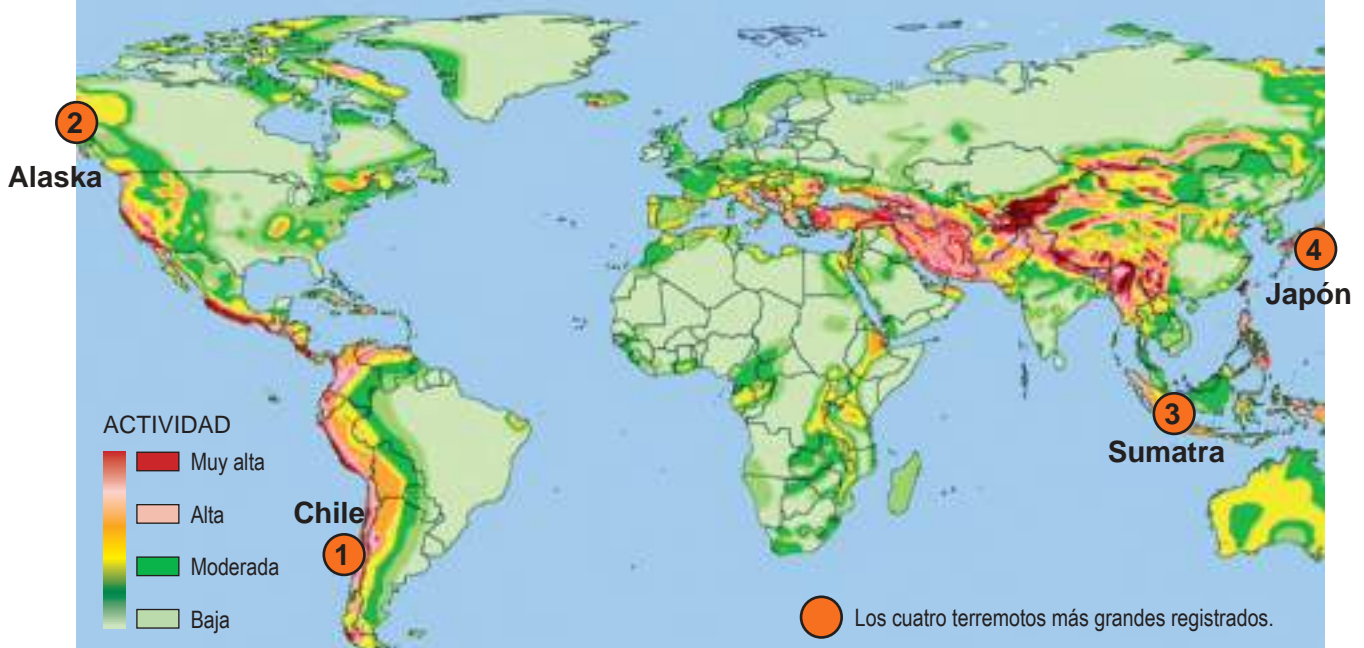 2
Alaska
4
Japón
3
Sumatra
Chile
1
ACTIVIDAD
Muy alta
Alta
Moderada
Baja
Los cuatro terremotos más grandes registrados.